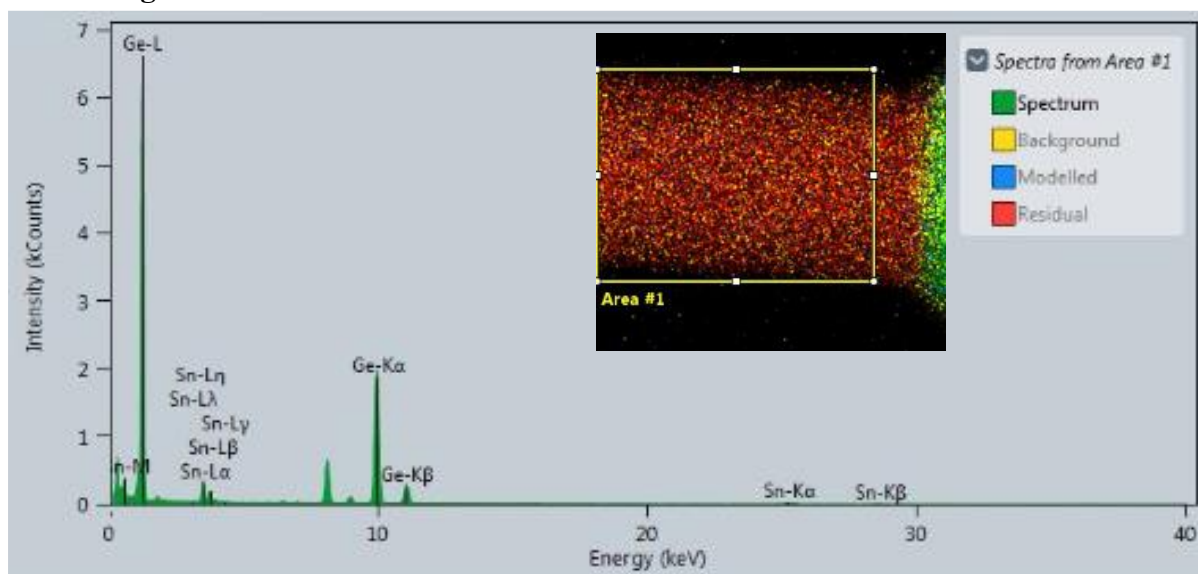 7
Ge-L
6
5
4
3
2
1
0
Intensity (kCounts)
Sn-Lη
Sn-Lλ
Sn-Lγ
Sn-Lβ
Sn-Lα
n-M
Ge-Kα
Ge-Kβ
Sn-Kα
Sn-Kβ
0
10
20
30
40
Energy (keV)
Area #1
Spectra from Area #1
Spectrum
Background
Modelled
Residual